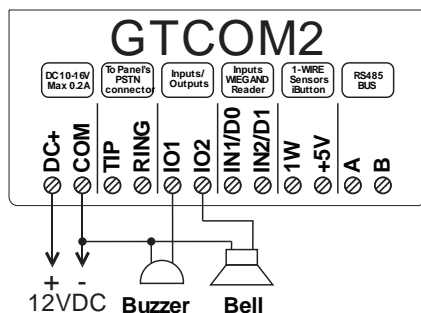 GTCOM2
DC10-16V
Max 0.2A
To Panel's
PSTN
connector
Inputs/
Outputs
Inputs
WIEGAND
Reader
1-WIRE
Sensors
iButton
RS485
BUS
DC+
COM
TIP
RING
IO1
IO2
IN1/D0
IN2/D1
1W
+5V
A
B
+ -
12VDC
Buzzer
Bell